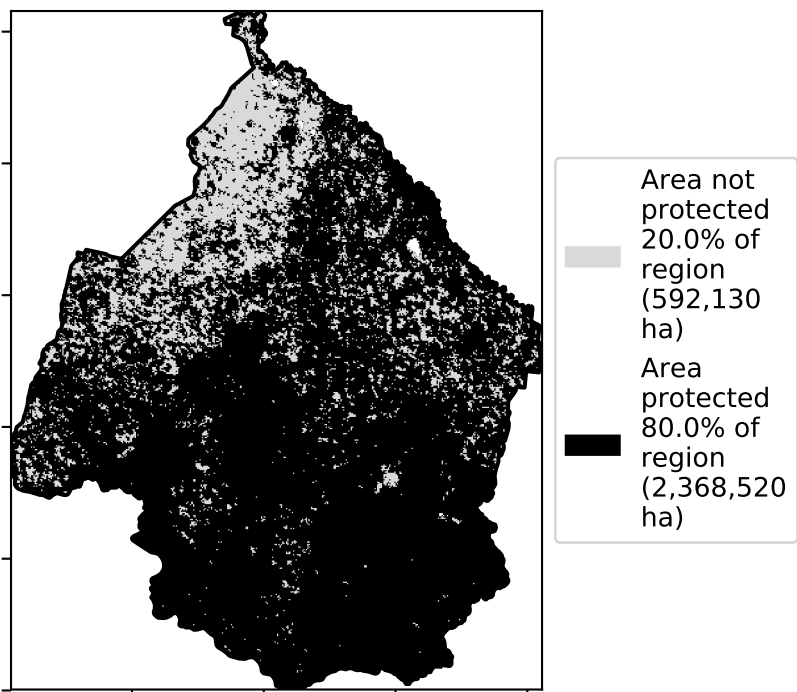 Area not
protected
20.0% of
region
(592,130
ha)
Area
protected
80.0% of
region
(2,368,520
ha)